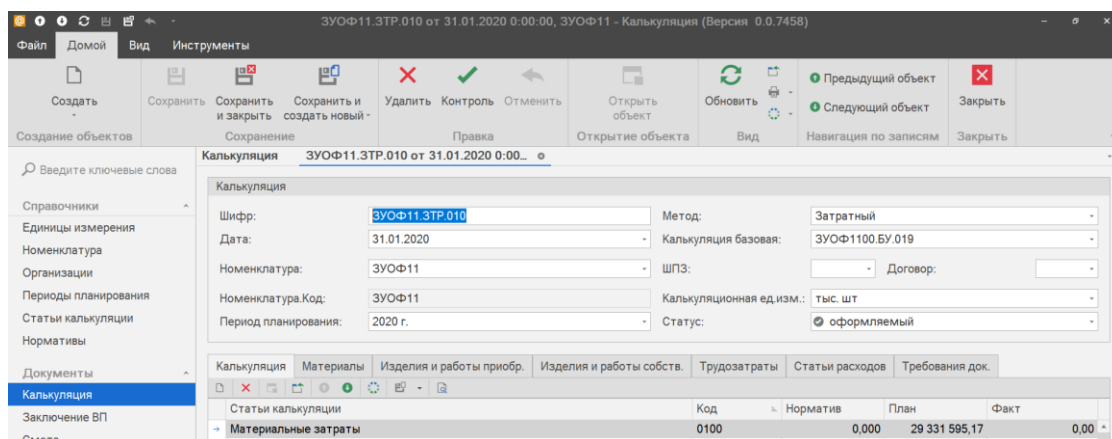 ЗУОФ11.ЗТР.010 от 31.01.2020 0:00:00, ЗУОФ11 - Калькуляция (Версия 0.0.7458)
Файл Домой Вид Инструменты
Создать Сохранить Сохранить и закрыть Сохранить и создать новый Удалить Контроль Отменить Открыть объект Обновить Предыдущий объект Следующий объект Закрыть
Создание объектов Сохранение Правка Открытие объекта Вид Навигация по записям Закрыть
Введите ключевые слова
Справочники
Единицы измерения
Номенклатура
Организации
Периоды планирования
Статьи калькуляции
Нормативы
Документы
Калькуляция
Заключение ВП
Калькуляция ЗУОФ11.ЗТР.010 от 31.01.2020 0:00...
Калькуляция
Шифр: ЗУОФ11.ЗТР.010 Метод: Затратный
Дата: 31.01.2020 Калькуляция базовая: ЗУОФ1100.БУ.019
Номенклатура: ЗУОФ11 ШПЗ: Договор:
Номенклатура.Код: ЗУОФ11 Калькуляционная ед.изм.: тыс. шт
Период планирования: 2020 г. Статус: оформляемый
Калькуляция Материалы Изделия и работы приобр. Изделия и работы собств. Трудозатраты Статьи расходов Требования док.
Статьи калькуляции Код Норматив План Факт
Материальные затраты 0100 0,000 29 331 595,17 0,00